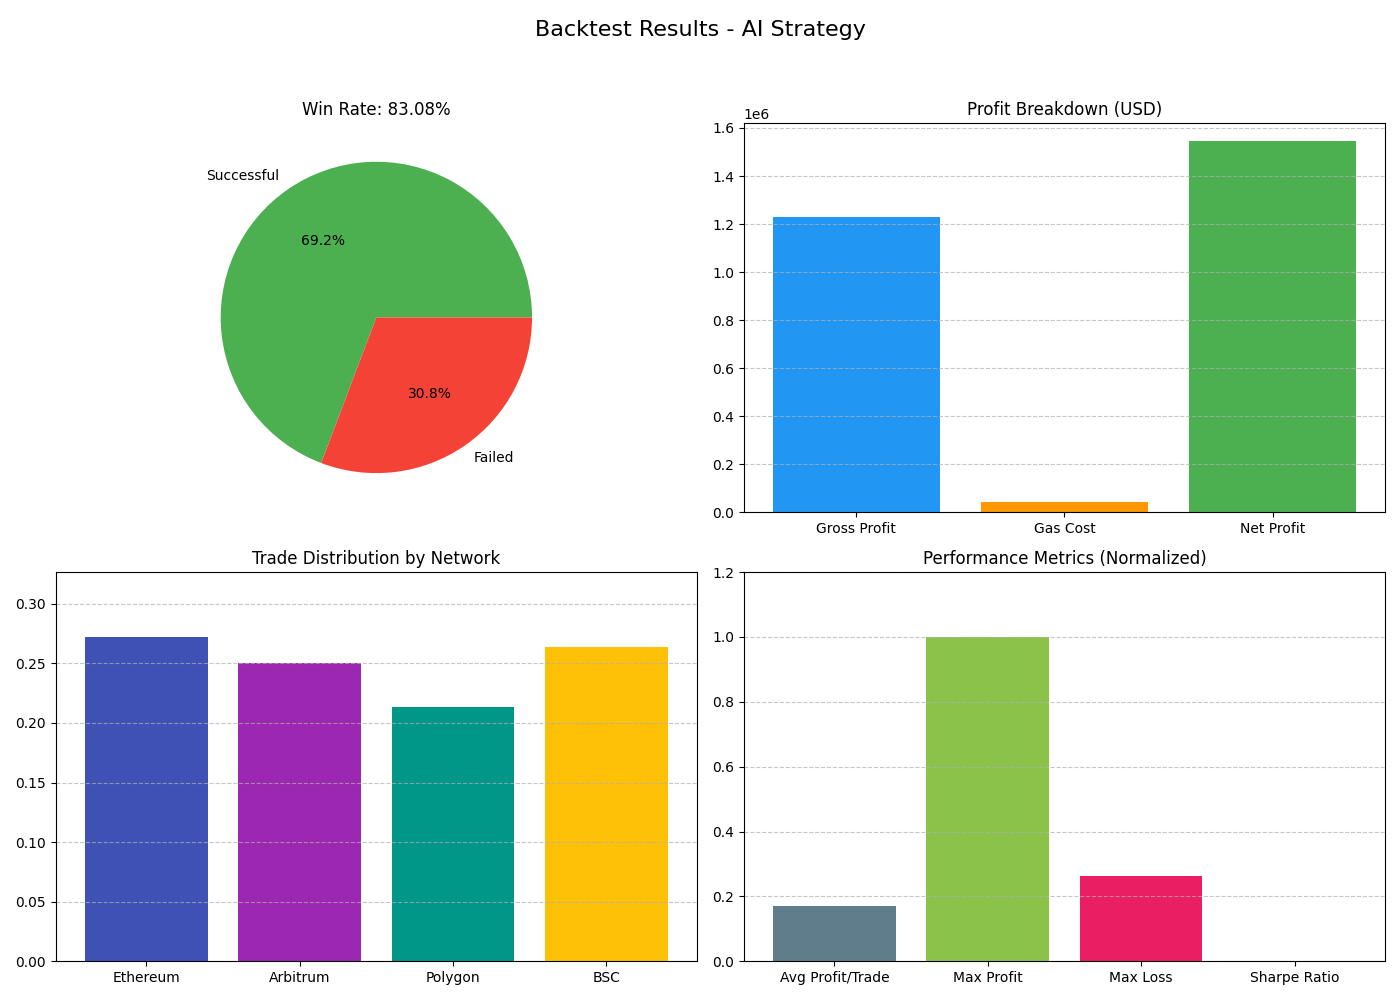 Backtest Results - AI Strategy
Win Rate: 83.08%
Successful
69.2%
30.8%
Failed
Profit Breakdown (USD)
1e6
1.6
1.4
1.2
1.0
0.8
0.6
0.4
0.2
0.0
Gross Profit
Gas Cost
Net Profit
Trade Distribution by Network
0.30
0.25
0.20
0.15
0.10
0.05
0.00
Ethereum
Arbitrum
Polygon
BSC
Performance Metrics (Normalized)
1.2
1.0
0.8
0.6
0.4
0.2
0.0
Avg Profit/Trade
Max Profit
Max Loss
Sharpe Ratio